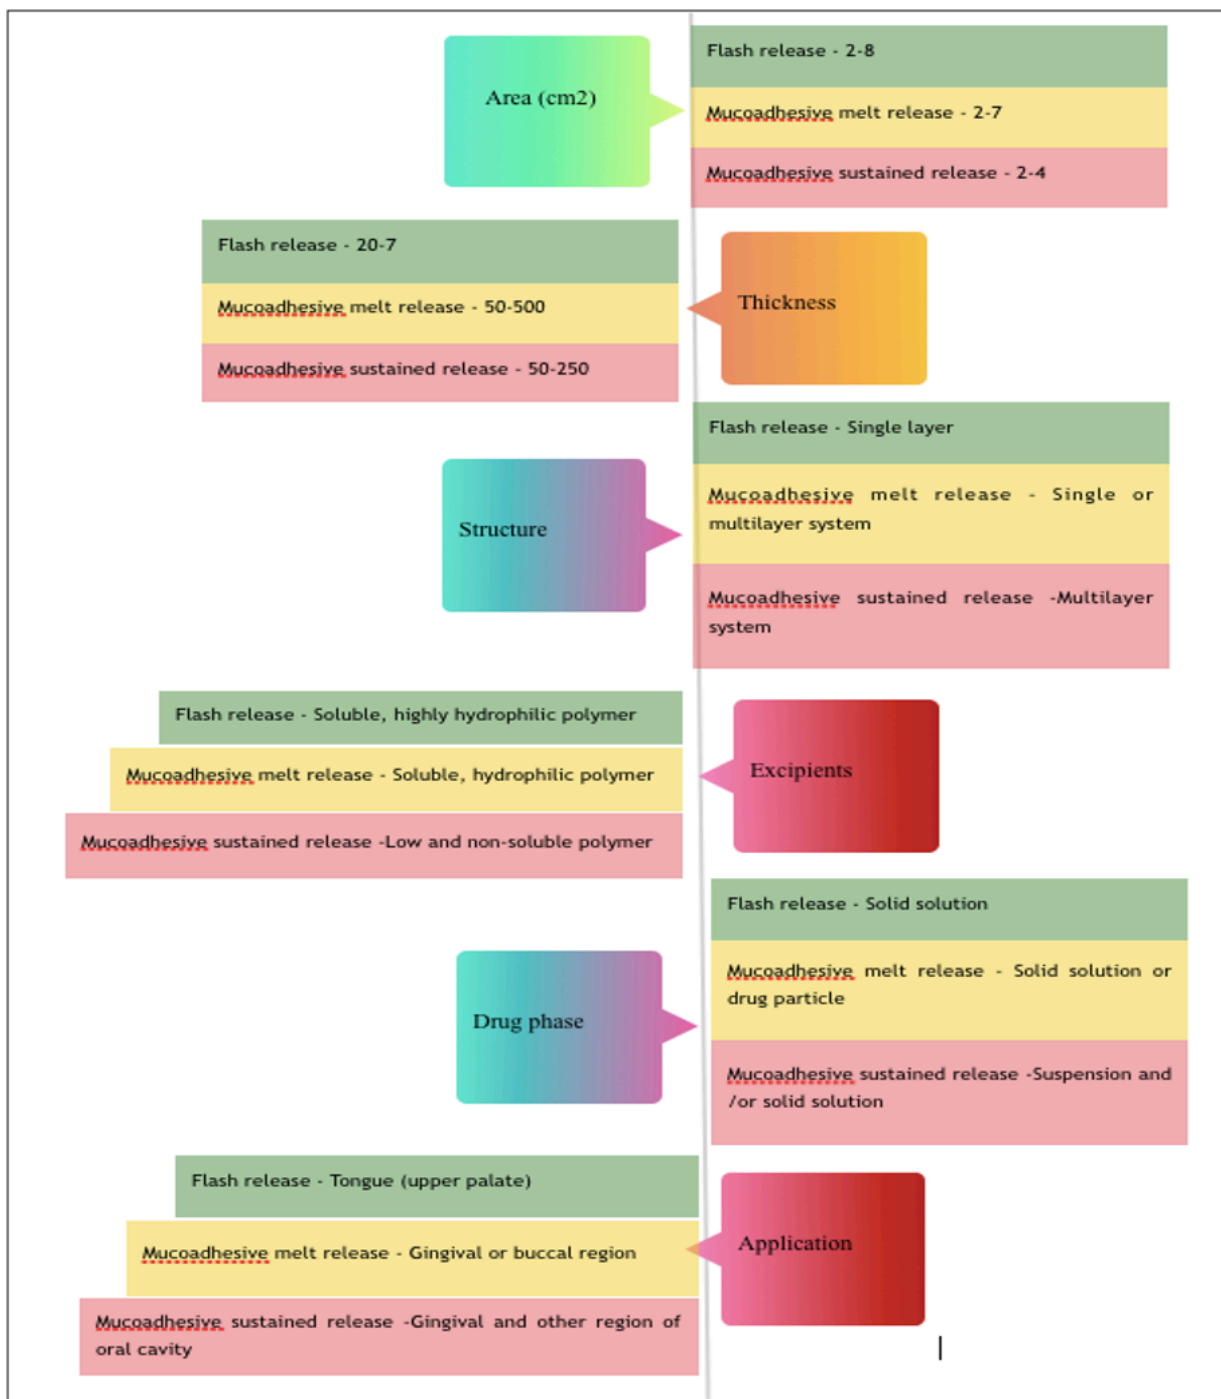 Area (cm2)
Flash release - 2-8
Mucoadhesive melt release - 2-7
Mucoadhesive sustained release - 2-4
Thickness
Flash release - 20-7
Mucoadhesive melt release - 50-500
Mucoadhesive sustained release - 50-250
Structure
Flash release - Single layer
Mucoadhesive melt release - Single or
multilayer system
Mucoadhesive sustained release -Multilayer
system
Excipients
Flash release - Soluble, highly hydrophilic polymer
Mucoadhesive melt release - Soluble, hydrophilic polymer
Mucoadhesive sustained release -Low and non-soluble polymer
Drug phase
Flash release - Solid solution
Mucoadhesive melt release - Solid solution or
drug particle
Mucoadhesive sustained release -Suspension and
/or solid solution
Application
Flash release - Tongue (upper palate)
Mucoadhesive melt release - Gingival or buccal region
Mucoadhesive sustained release -Gingival and other region of
oral cavity